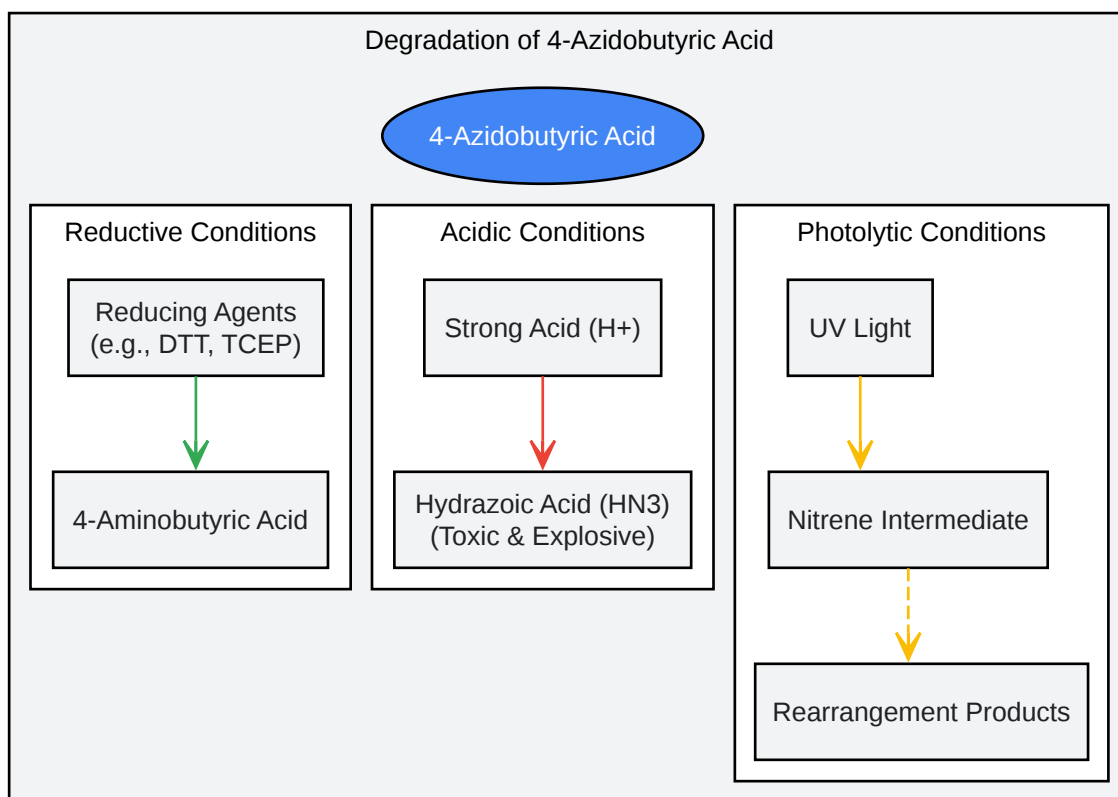 Degradation of 4-Azidobutyric Acid
4-Azidobutyric Acid
Reductive Conditions
Reducing Agents
(e.g., DTT, TCEP)
4-Aminobutyric Acid
Acidic Conditions
Strong Acid (H+)
Hydrazoic Acid (HN3)
(Toxic & Explosive)
Photolytic Conditions
UV Light
Nitrene Intermediate
Rearrangement Products